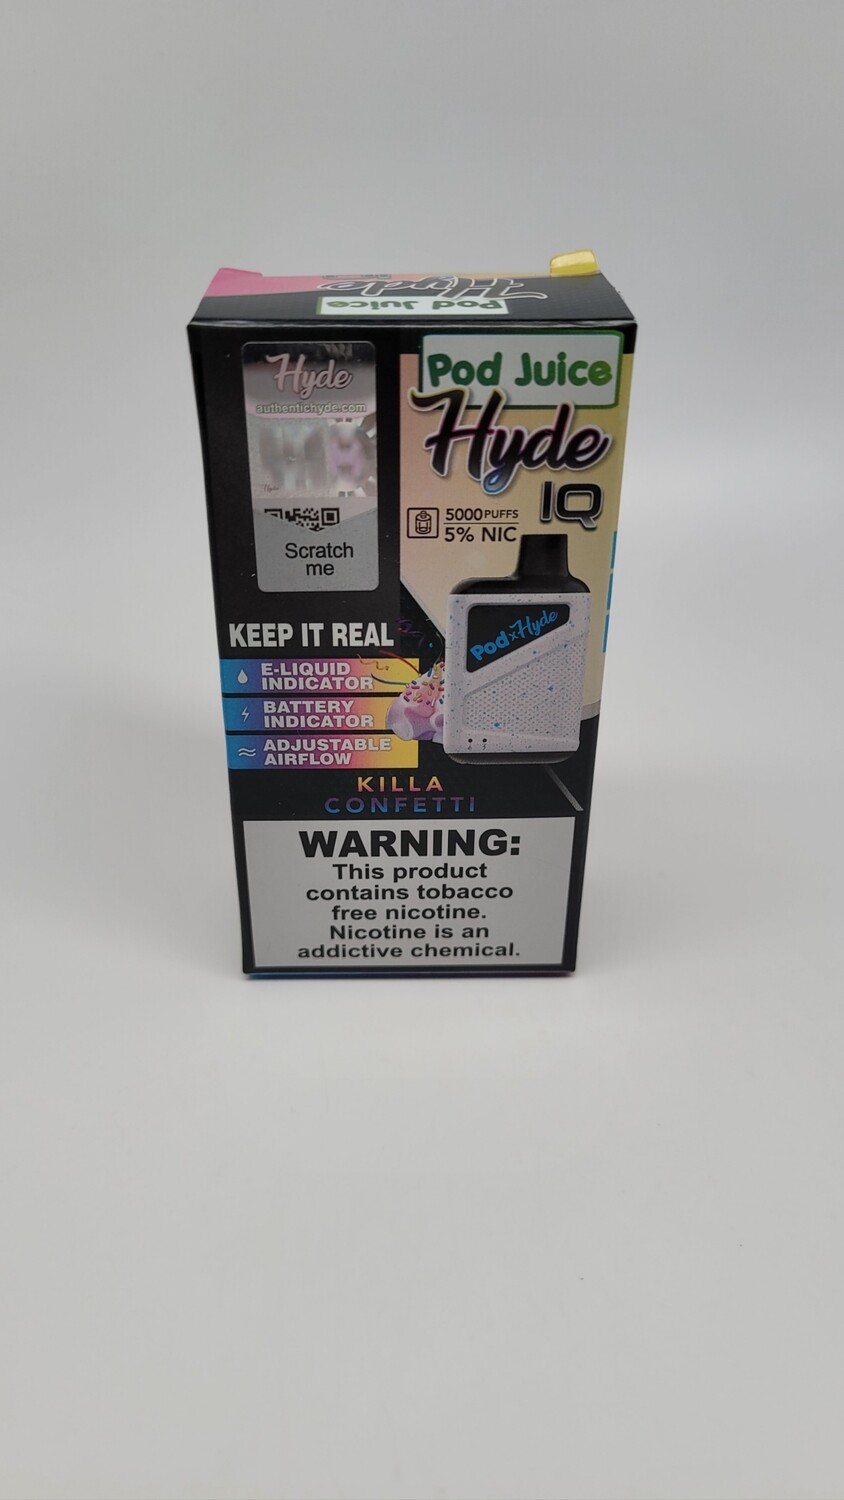 Hyde
Pod Juice
Hyde
authentichyde.com
Scratch
me
KEEP IT REAL
E-LIQUID
INDICATOR
BATTERY
INDICATOR
ADJUSTABLE
AIRFLOW
Pod Juice
Hyde
IQ
5000 PUFFS
5% NIC
Pod x Hyde
KILLA
CONFETTI
WARNING:
This product
contains tobacco
free nicotine.
Nicotine is an
addictive chemical.